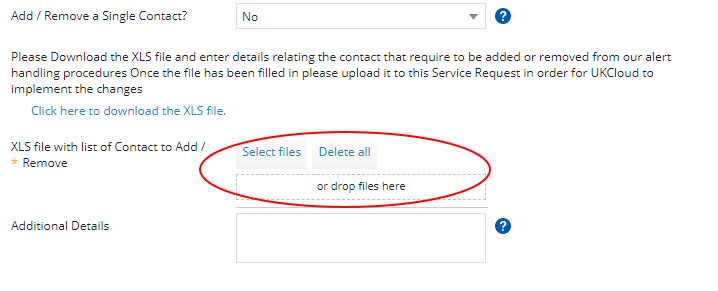 Add / Remove a Single Contact?
No
?
Please Download the XLS file and enter details relating the contact that require to be added or removed from our alert
handling procedures Once the file has been filled in please upload it to this Service Request in order for UKCloud to
implement the changes
Click here to download the XLS file.
XLS file with list of Contact to Add /
* Remove
Select files Delete all
or drop files here
Additional Details
?